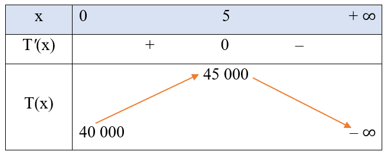 x 0 5 + ∞
T′(x) + 0 –
45 000
T(x)
40 000 – ∞